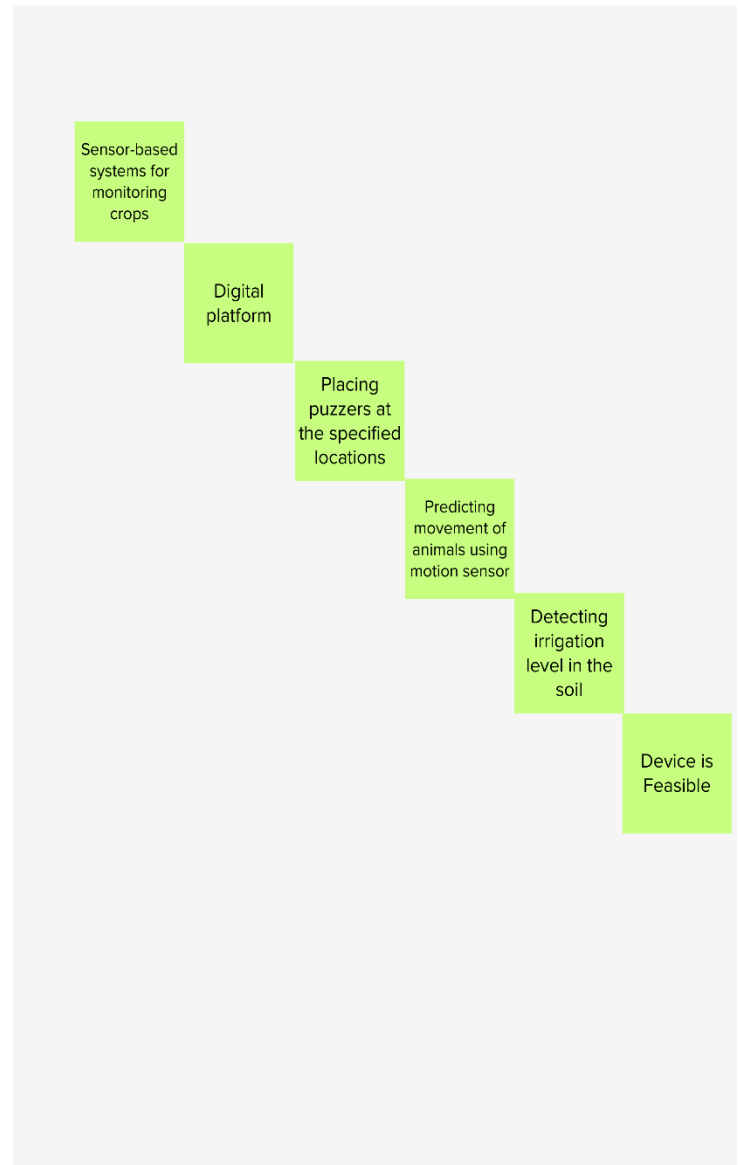 Sensor-based
systems for
monitoring
crops
Digital
platform
Placing
puzzers at
the specified
locations
Predicting
movement of
animals using
motion sensor
Detecting
irrigation
level in the
soil
Device is
Feasible